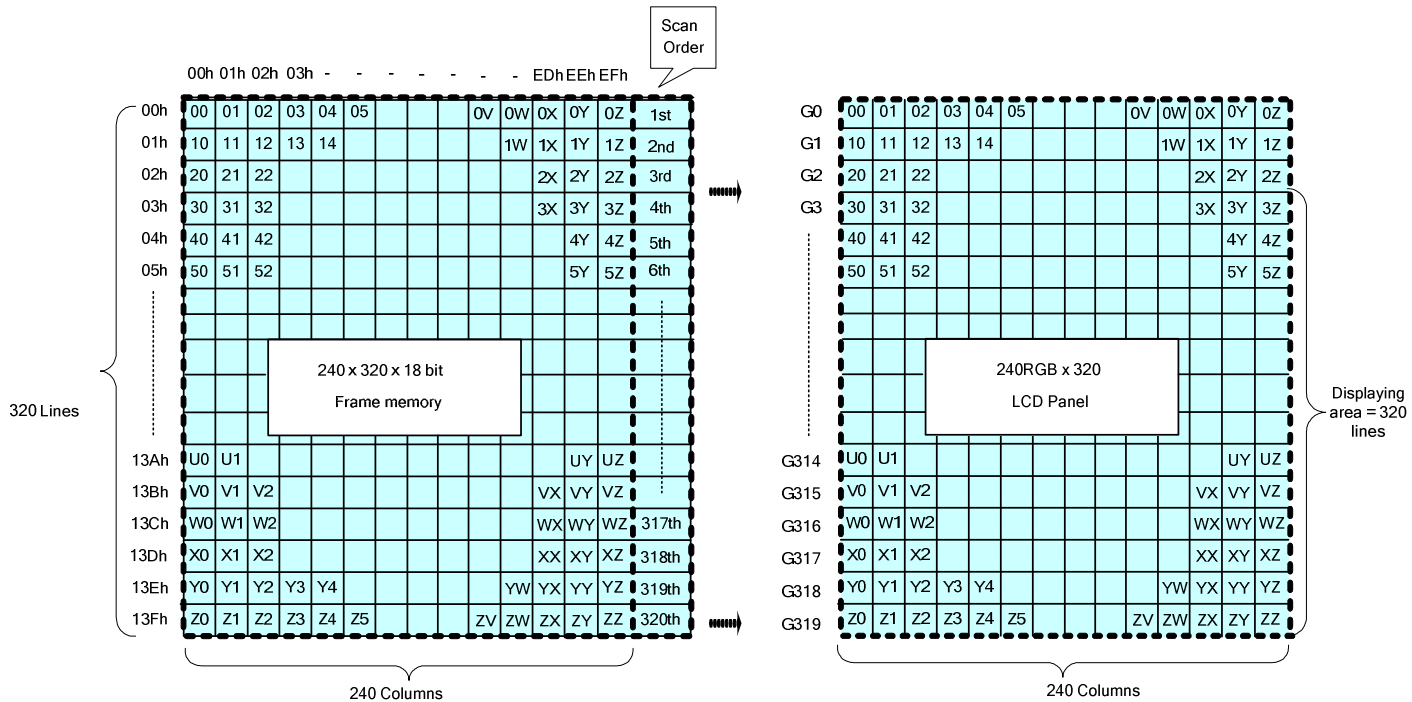 Scan
Order
00h 01h 02h 03h - - - - - - - EDh EEh EFh
00h 00 01 02 03 04 05 0V 0W 0X 0Y 0Z 1st
01h 10 11 12 13 14 1W 1X 1Y 1Z 2nd
02h 20 21 22 2X 2Y 2Z 3rd
03h 30 31 32 3X 3Y 3Z 4th
04h 40 41 42 4Y 4Z 5th
05h 50 51 52 5Y 5Z 6th
240 x 320 x 18 bit
Frame memory
320 Lines
13Ah U0 U1 UY UZ
13Bh V0 V1 V2 VX VY VZ
13Ch W0 W1 W2 WX WY WZ 317th
13Dh X0 X1 X2 XX XY XZ 318th
13Eh Y0 Y1 Y2 Y3 Y4 YW YX YY YZ 319th
13Fh Z0 Z1 Z2 Z3 Z4 Z5 ZV ZW ZX ZY ZZ 320th
240 Columns
G0 00 01 02 03 04 05 0V 0W 0X 0Y 0Z
G1 10 11 12 13 14 1W 1X 1Y 1Z
G2 20 21 22 2X 2Y 2Z
G3 30 31 32 3X 3Y 3Z
40 41 42 4Y 4Z
50 51 52 5Y 5Z
240RGB x 320
LCD Panel
Displaying
area = 320
lines
G314 U0 U1 UY UZ
G315 V0 V1 V2 VX VY VZ
G316 W0 W1 W2 WX WY WZ
G317 X0 X1 X2 XX XY XZ
G318 Y0 Y1 Y2 Y3 Y4 YW YX YY YZ
G319 Z0 Z1 Z2 Z3 Z4 Z5 ZV ZW ZX ZY ZZ
240 Columns